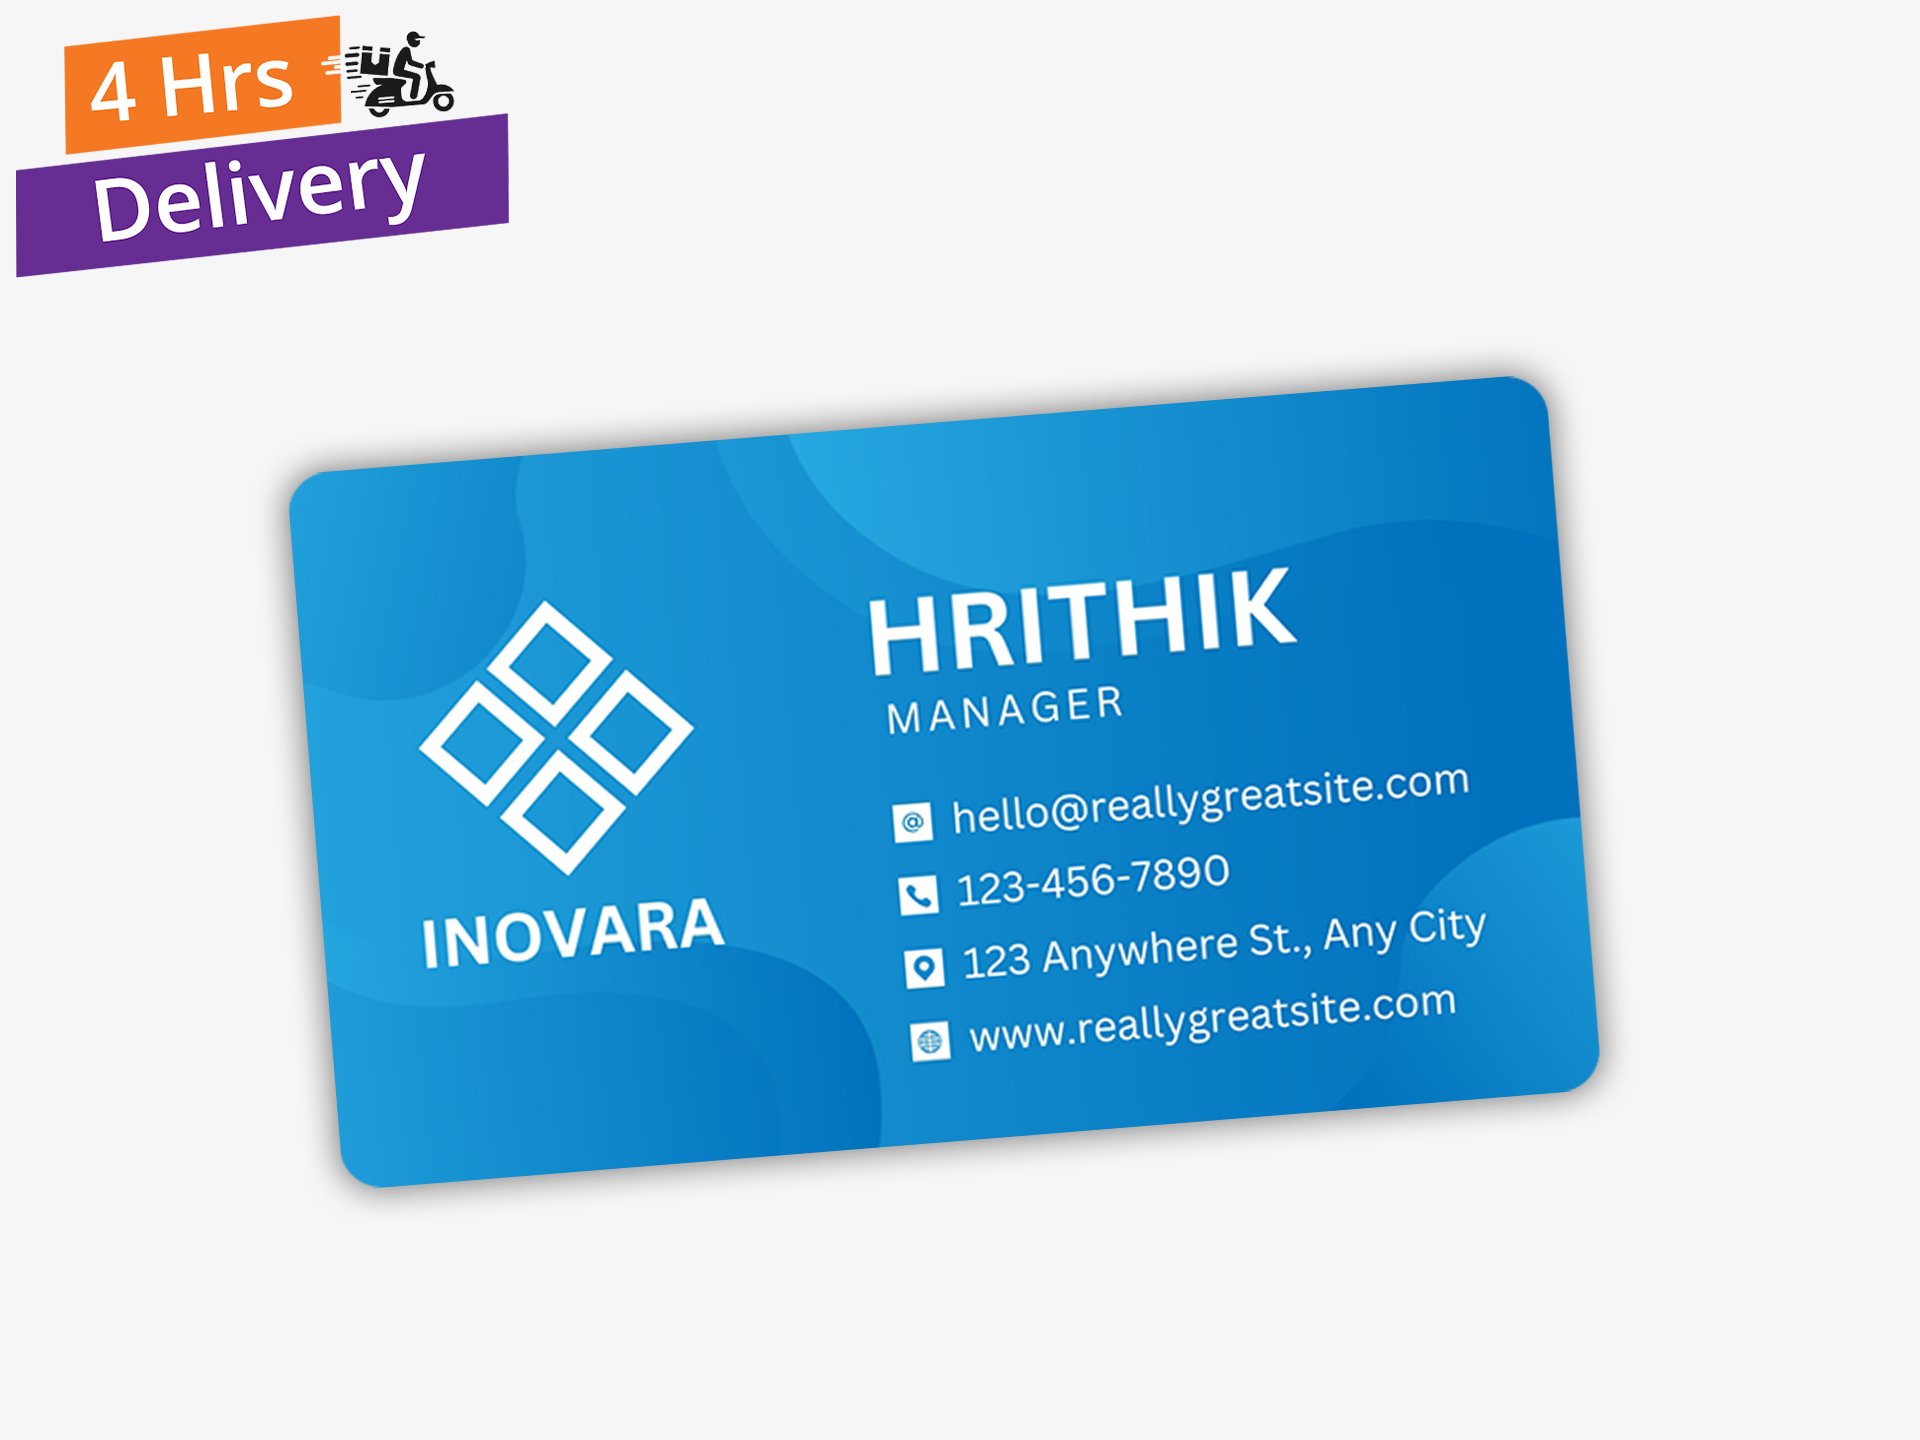 4 Hrs
Delivery
INOVARA
HRITHIK
MANAGER
@ hello@reallygreatsite.com
123-456-7890
123 Anywhere St., Any City
www.reallygreatsite.com